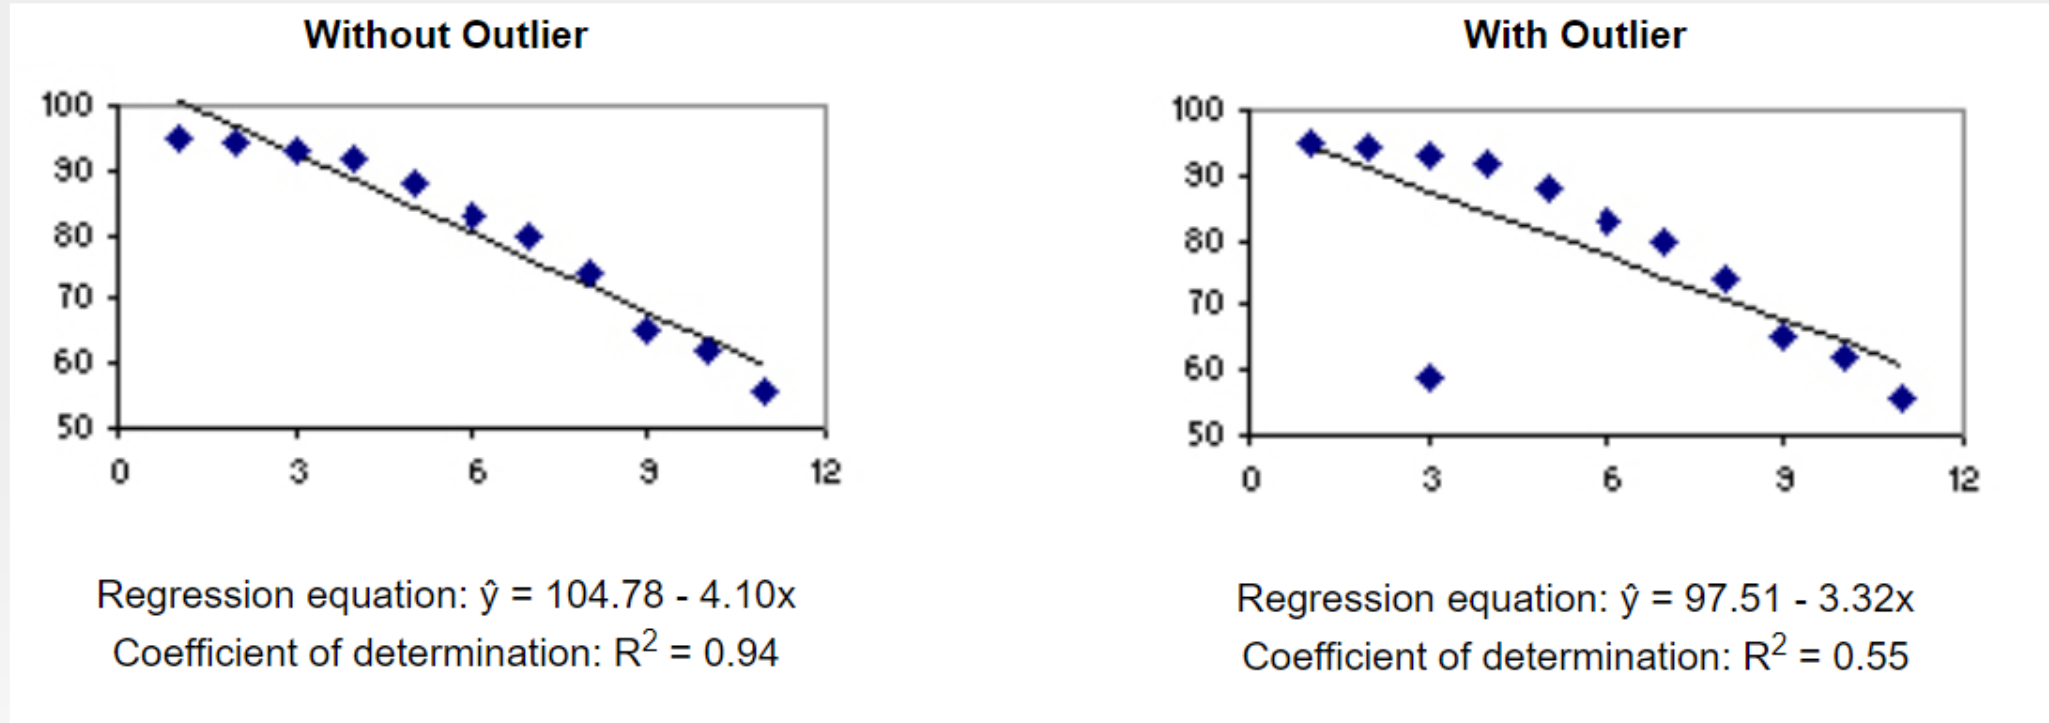 Without Outlier
100
90
80
70
60
50
0 3 6 9 12
Regression equation: ŷ = 104.78 - 4.10x
Coefficient of determination: R² = 0.94
With Outlier
100
90
80
70
60
50
0 3 6 9 12
Regression equation: ŷ = 97.51 - 3.32x
Coefficient of determination: R² = 0.55